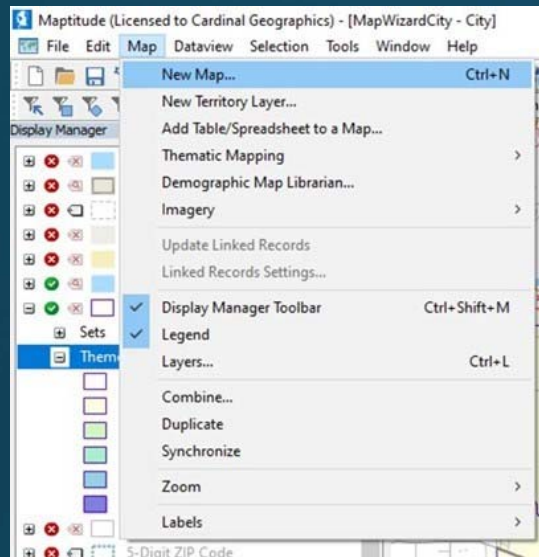 Maptitude (Licensed to Cardinal Geographics) - [MapWizardCity - City]
File Edit Map Dataview Selection Tools Window Help
New Map... Ctrl+N
New Territory Layer...
Display Manager
Add Table/Spreadsheet to a Map...
Thematic Mapping
Demographic Map Librarian...
Imagery
Update Linked Records
Linked Records Settings...
Display Manager Toolbar Ctrl+Shift+M
Legend
Sets
Layers... Ctrl+L
Them
Combine...
Duplicate
Synchronize
Zoom
Labels
5-Digit ZIP Code